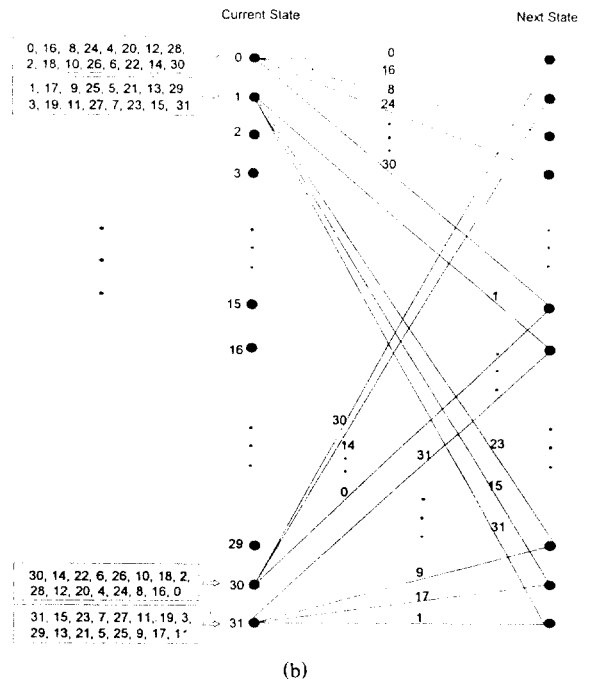 Current State
Next State
0, 16, 8, 24, 4, 20, 12, 28,
2, 18, 10, 26, 6, 22, 14, 30
1, 17, 9, 25, 5, 21, 13, 29
3, 19, 11, 27, 7, 23, 15, 31
0
1
2
3
15
16
29
30
31
0
16
8
24
30
1
30
14
0
31
23
15
31
9
17
1
30, 14, 22, 6, 26, 10, 18, 2,
28, 12, 20, 4, 24, 8, 16, 0
31, 15, 23, 7, 27, 11, 19, 3,
29, 13, 21, 5, 25, 9, 17, 1
(b)